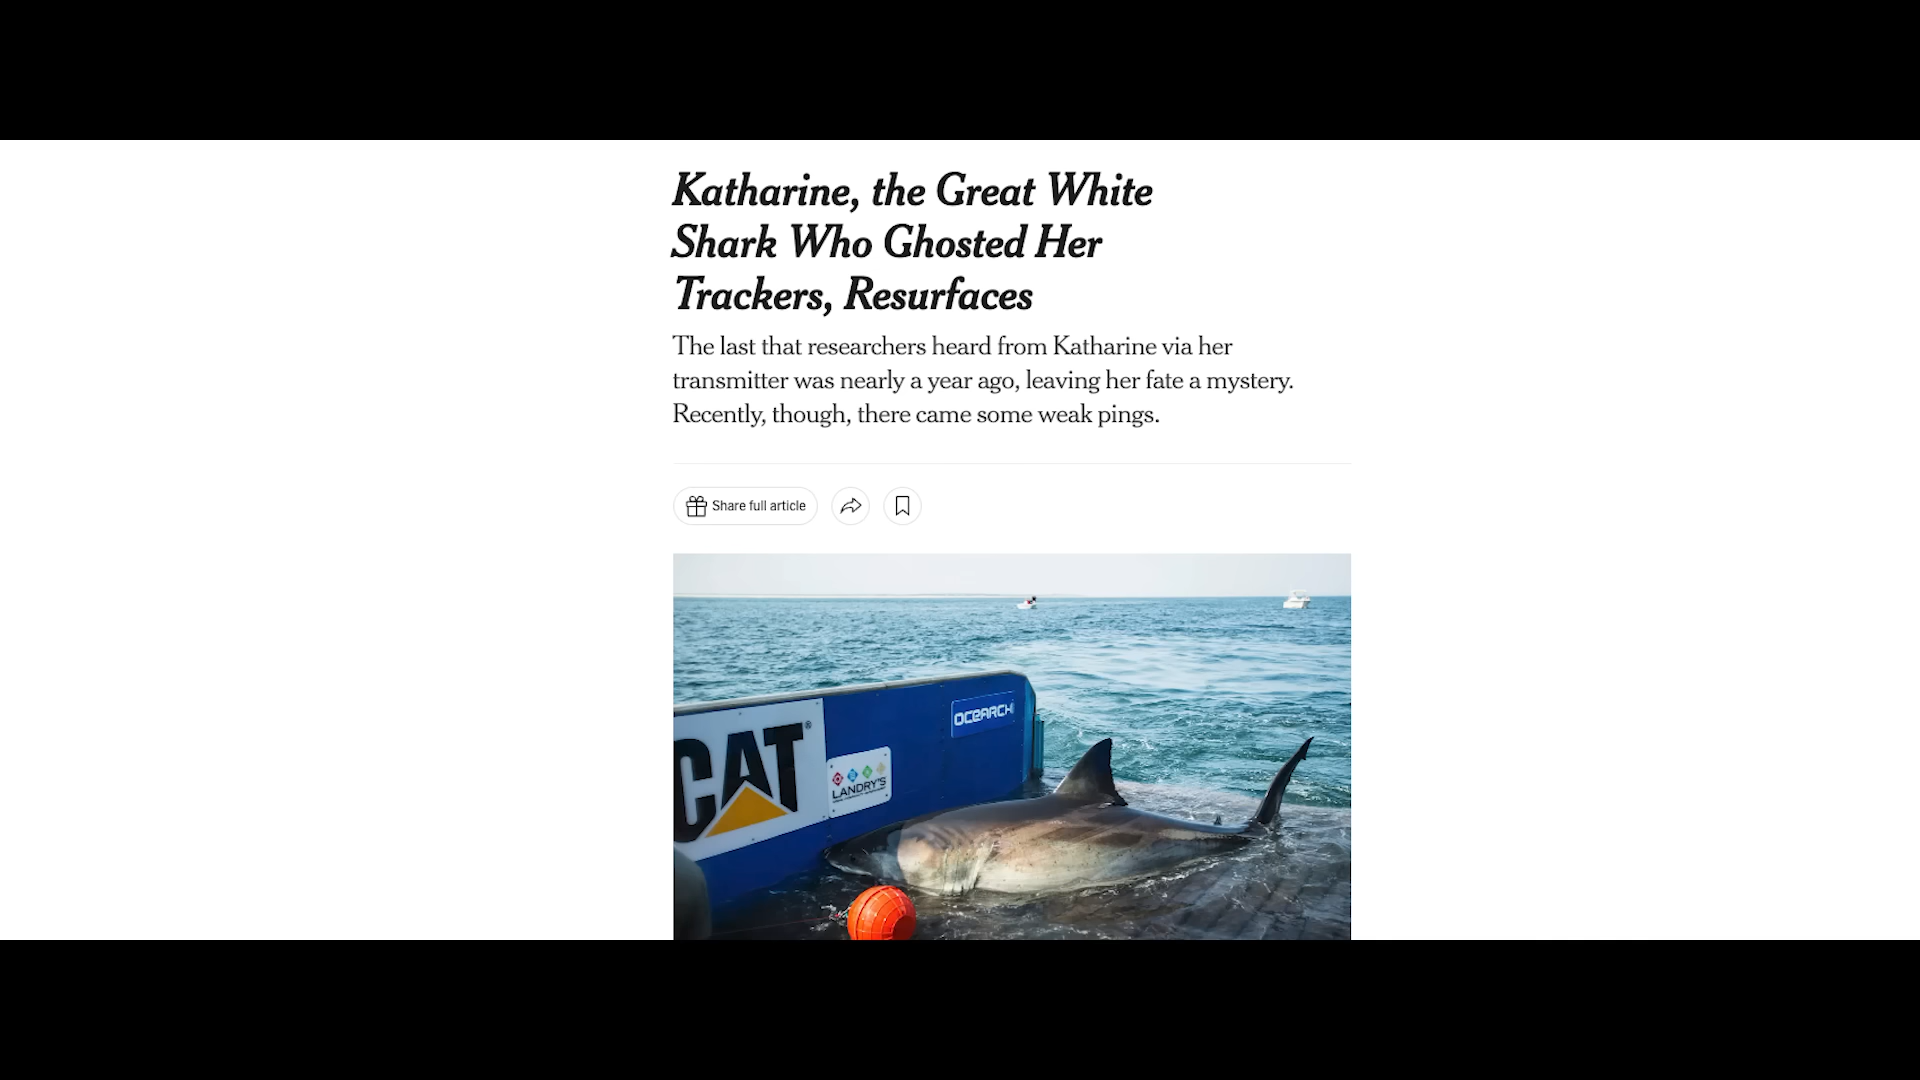 Katharine, the Great White
Shark Who Ghosted Her
Trackers, Resurfaces
The last that researchers heard from Katharine via her
transmitter was nearly a year ago, leaving her fate a mystery.
Recently, though, there came some weak pings.
Share full article
OCEARCH
CAT®
LANDRY'S